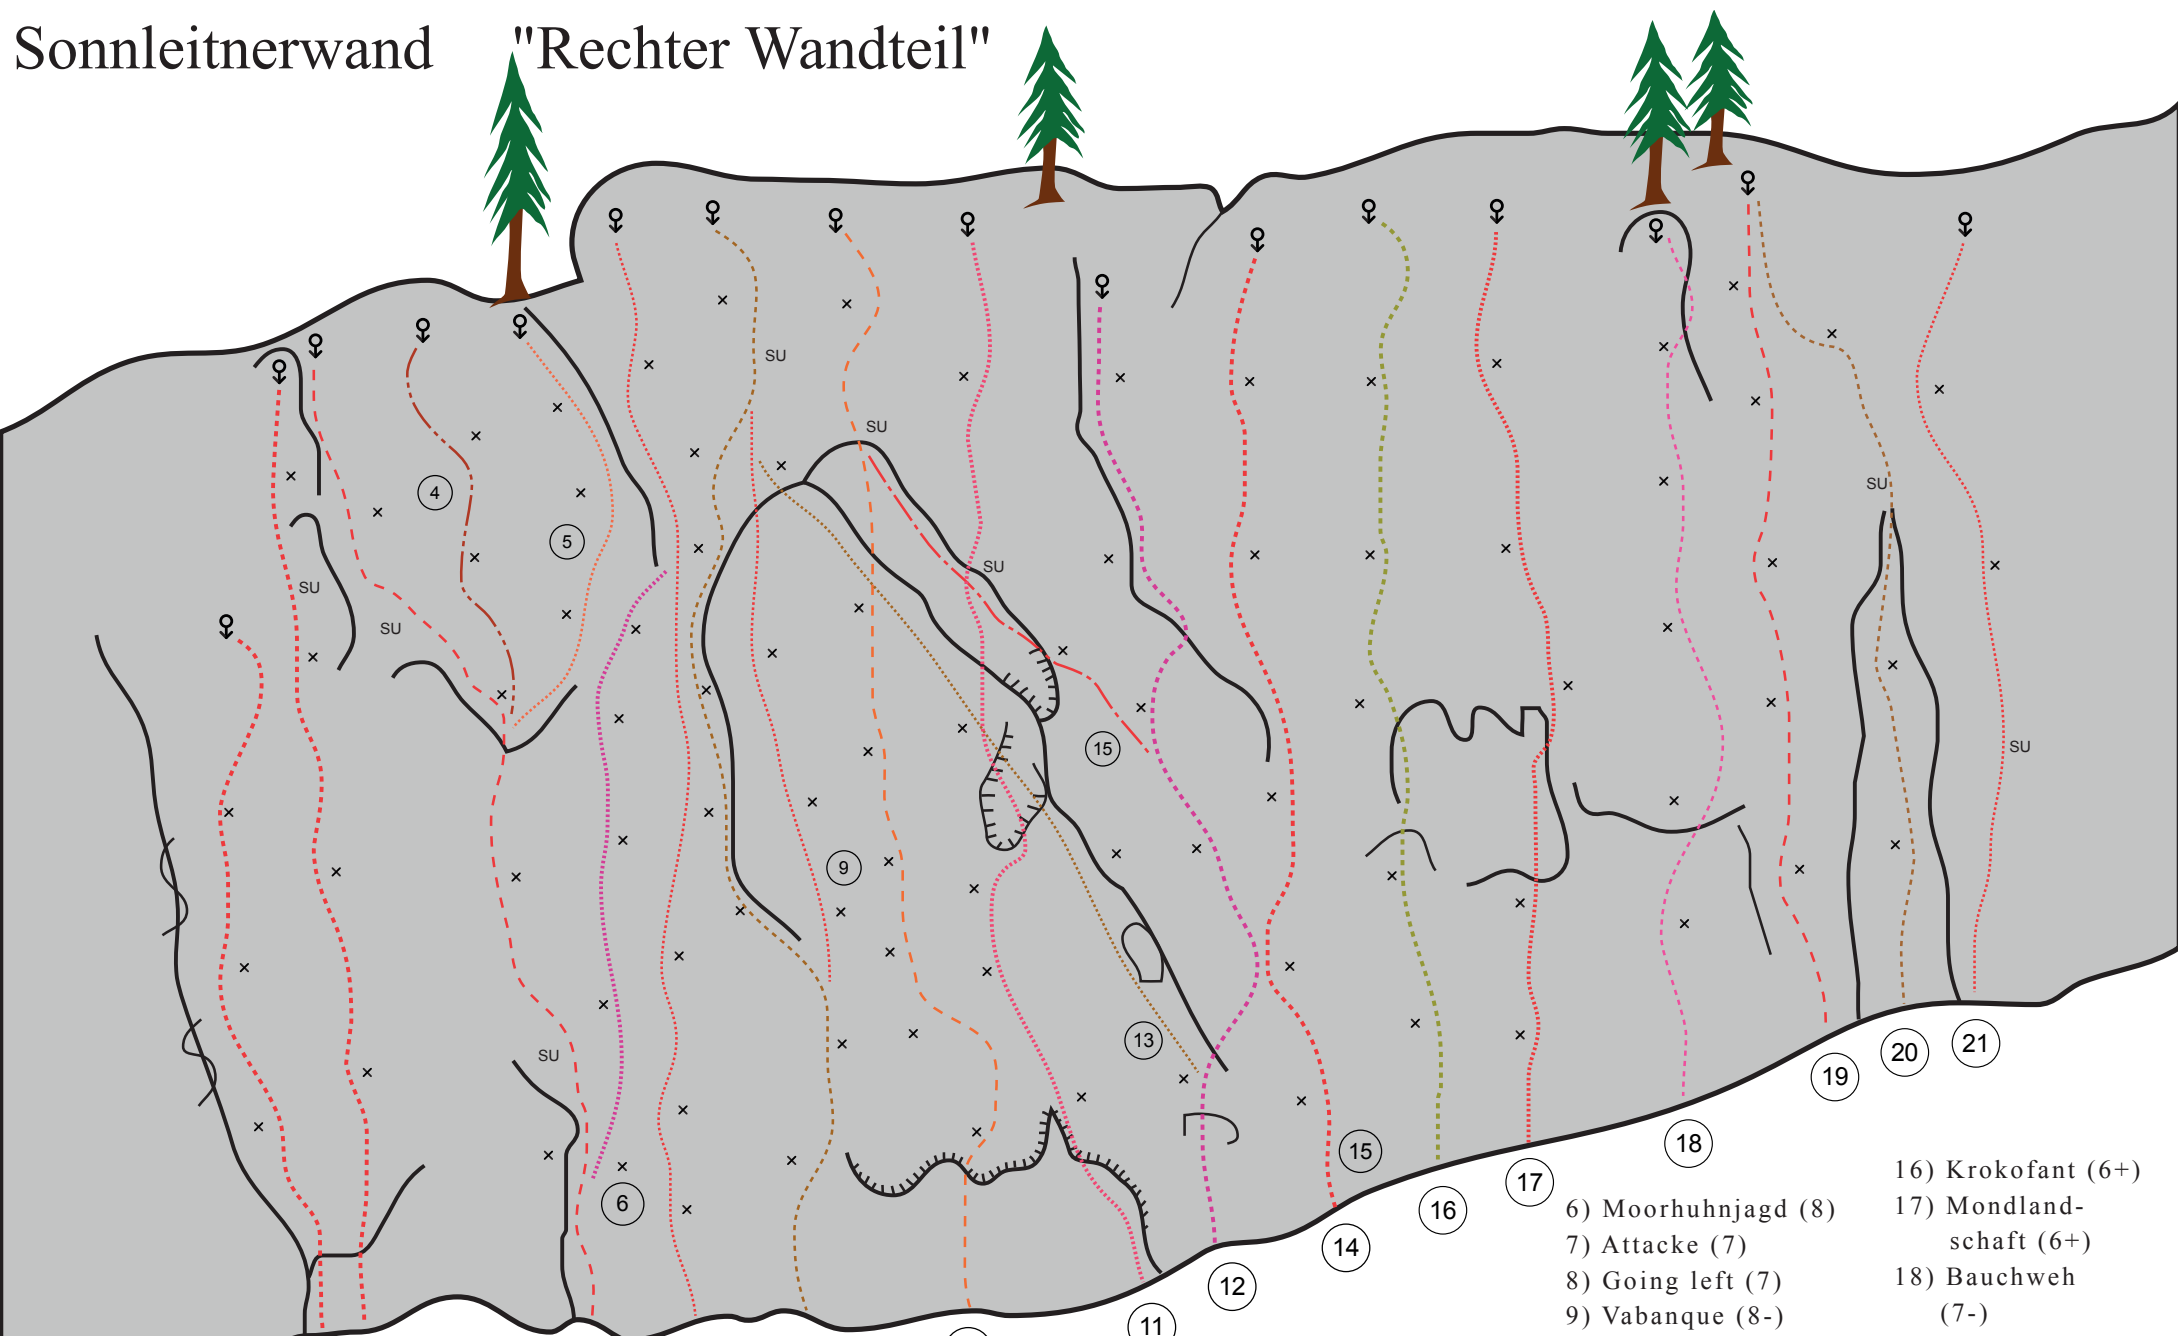 Sonnleitnerwand "Rechter Wandteil"
SU
SU
4
SU
5
SU
SU
SU
SU
15
SU
9
13
SU
6
15
21
20
19
18
17
16
14
12
11
6) Moorhuhnjagd (8)
7) Attacke (7)
8) Going left (7)
9) Vabanque (8-)
16) Krokofant (6+)
17) Mondland-
schaft (6+)
18) Bauchweh
(7-)